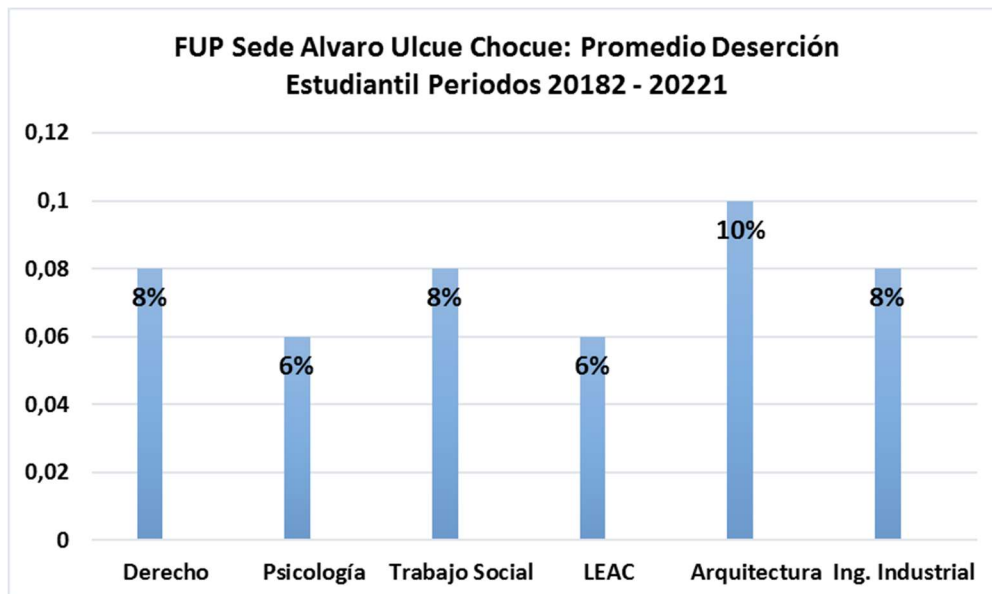 FUP Sede Alvaro Ulcue Chocue: Promedio Deserción
Estudiantil Periodos 20182 - 20221
0,12
0,1
0,08
0,06
0,04
0,02
0
8%
6%
8%
6%
10%
8%
Derecho
Psicología
Trabajo Social
LEAC
Arquitectura
Ing. Industrial